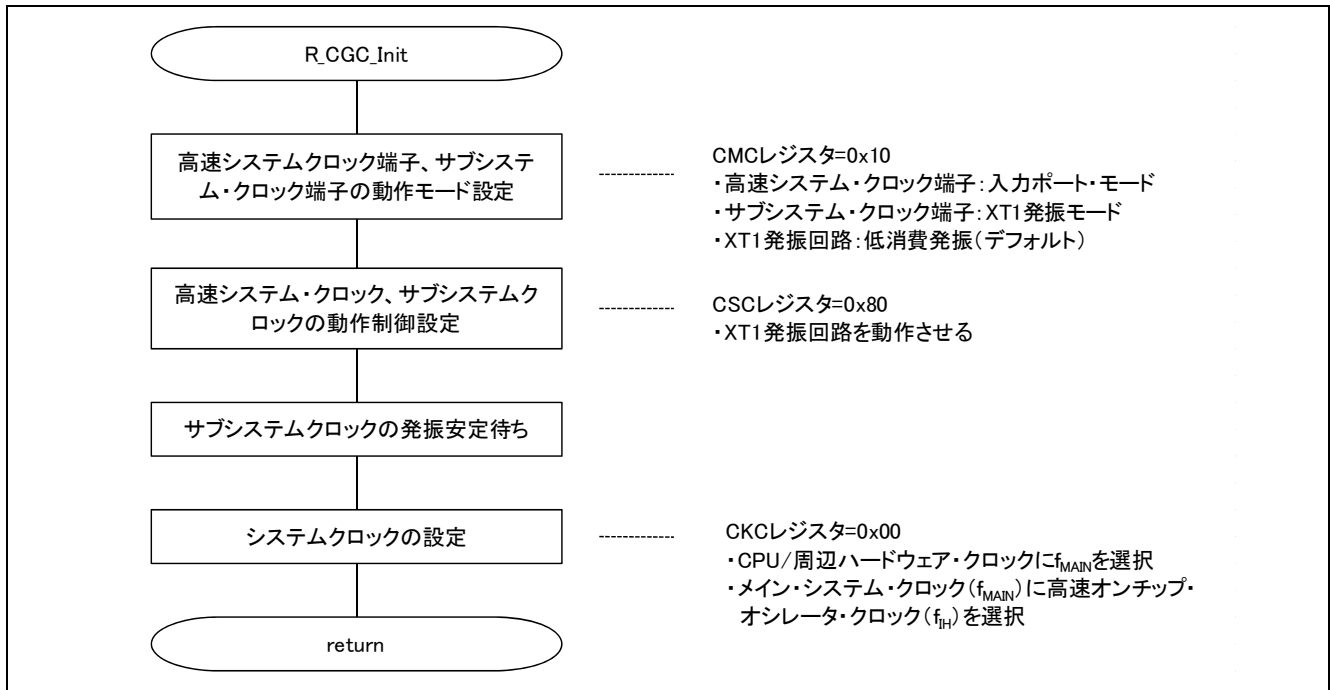 R_CGC_Init
高速システムクロック端子、サブシステ
ム・クロック端子の動作モード設定
CMCレジスタ=0x10
・高速システム・クロック端子：入力ポート・モード
・サブシステム・クロック端子：XT1発振モード
・XT1発振回路：低消費発振（デフォルト）
高速システム・クロック、サブシステムク
ロックの動作制御設定
CSCレジスタ=0x80
・XT1発振回路を動作させる
サブシステムクロックの発振安定待ち
システムクロックの設定
CKCレジスタ=0x00
・CPU/周辺ハードウェア・クロックにfMAINを選択
・メイン・システム・クロック（fMAIN）に高速オンチップ・
オシレータ・クロック（fIH）を選択
return